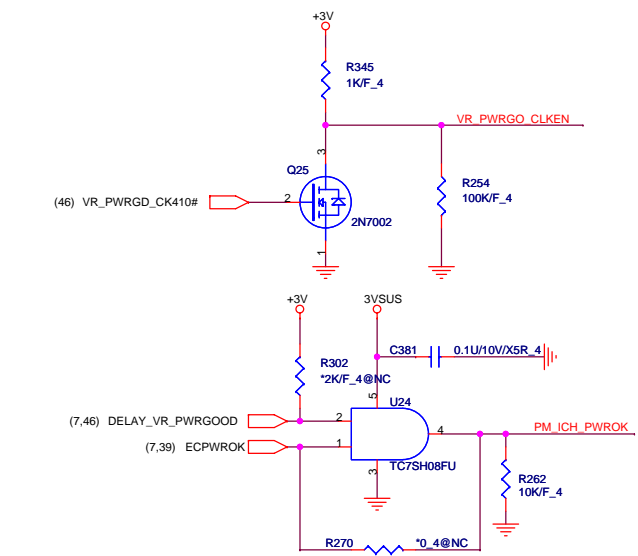 +3V
R345
1K/F_4
VR_PWRGO_CLKEN
3
Q25
R254
100K/F_4
(46) VR_PWRGD_CK410#
2
2N7002
1
+3V
3VSUS
C381
0.1U/10V/X5R_4
R302
*2K/F_4@NC
5
U24
(7,46) DELAY_VR_PWRGOOD
2
4
PM_ICH_PWROK
(7,39) ECPWROK
1
TC7SH08FU
3
R262
10K/F_4
R270
*0_4@NC